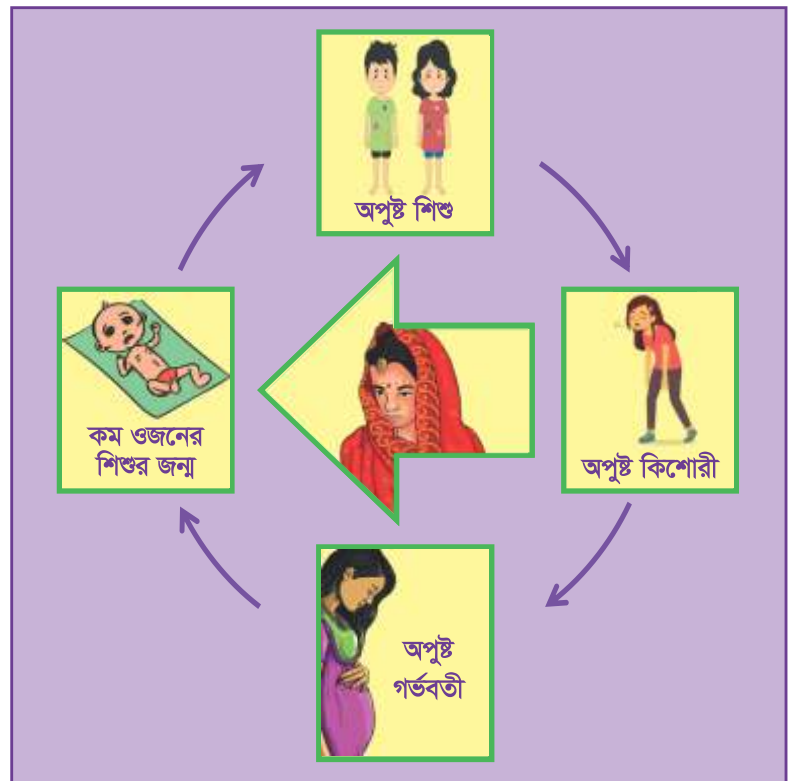 অপুষ্ট শিশু
কম ওজনের
শিশুর জন্ম
অপুষ্ট কিশোরী
অপুষ্ট
গর্ভবতী